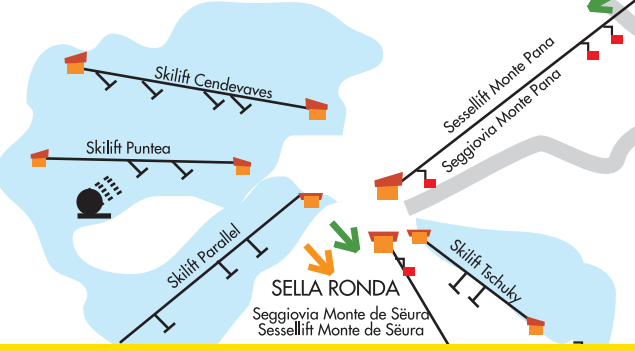 Skilift Cendevaves
Sessellift Monte Pana
Seggiovia Monte Pana
Skilift Puntea
Skilift Parallel
Skilift Tschuky
SELLA RONDA
Seggiovia Monte de Sëura
Sessellift Monte de Sëura